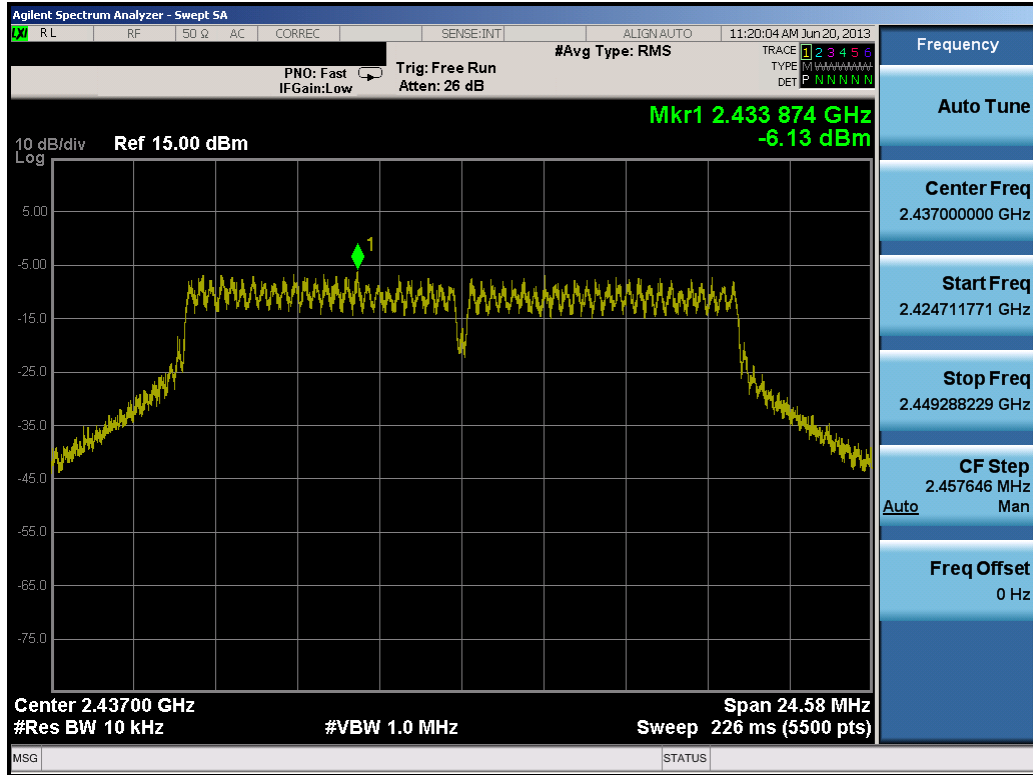 Agilent Spectrum Analyzer - Swept SA
LXI RL RF 50 Ω AC CORREC SENSE:INT ALIGN AUTO 11:20:04 AM Jun 20, 2013
PNO: Fast
IFGain:Low
Trig: Free Run
Atten: 26 dB
#Avg Type: RMS
TRACE 1 2 3 4 5 6
TYPE M WWWWW
DET P N N N N N
Mkr1 2.433 874 GHz
-6.13 dBm
10 dB/div Ref 15.00 dBm
Log
1
5.00
-5.00
-15.0
-25.0
-35.0
-45.0
-55.0
-65.0
-75.0
Center 2.43700 GHz Span 24.58 MHz
#Res BW 10 kHz #VBW 1.0 MHz Sweep 226 ms (5500 pts)
MSG STATUS
Frequency
Auto Tune
Center Freq
2.437000000 GHz
Start Freq
2.424711771 GHz
Stop Freq
2.449288229 GHz
CF Step
2.457646 MHz
Auto Man
Freq Offset
0 Hz